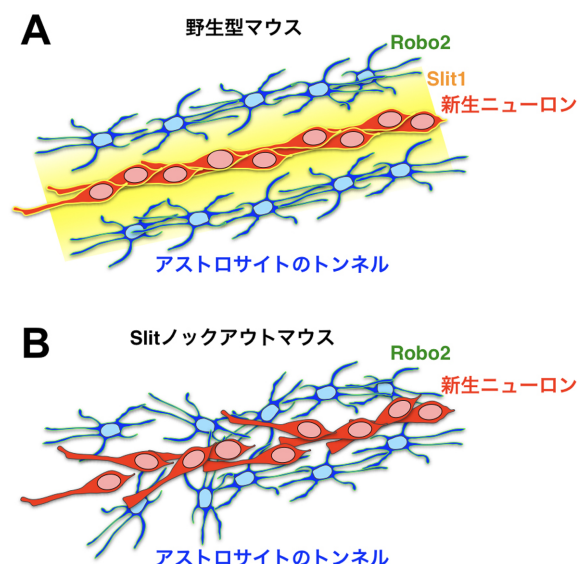 A
野生型マウス
Robo2
Slit1
新生ニューロン
アストロサイトのトンネル
B
Slitノックアウトマウス
Robo2
新生ニューロン
アストロサイトのトンネル